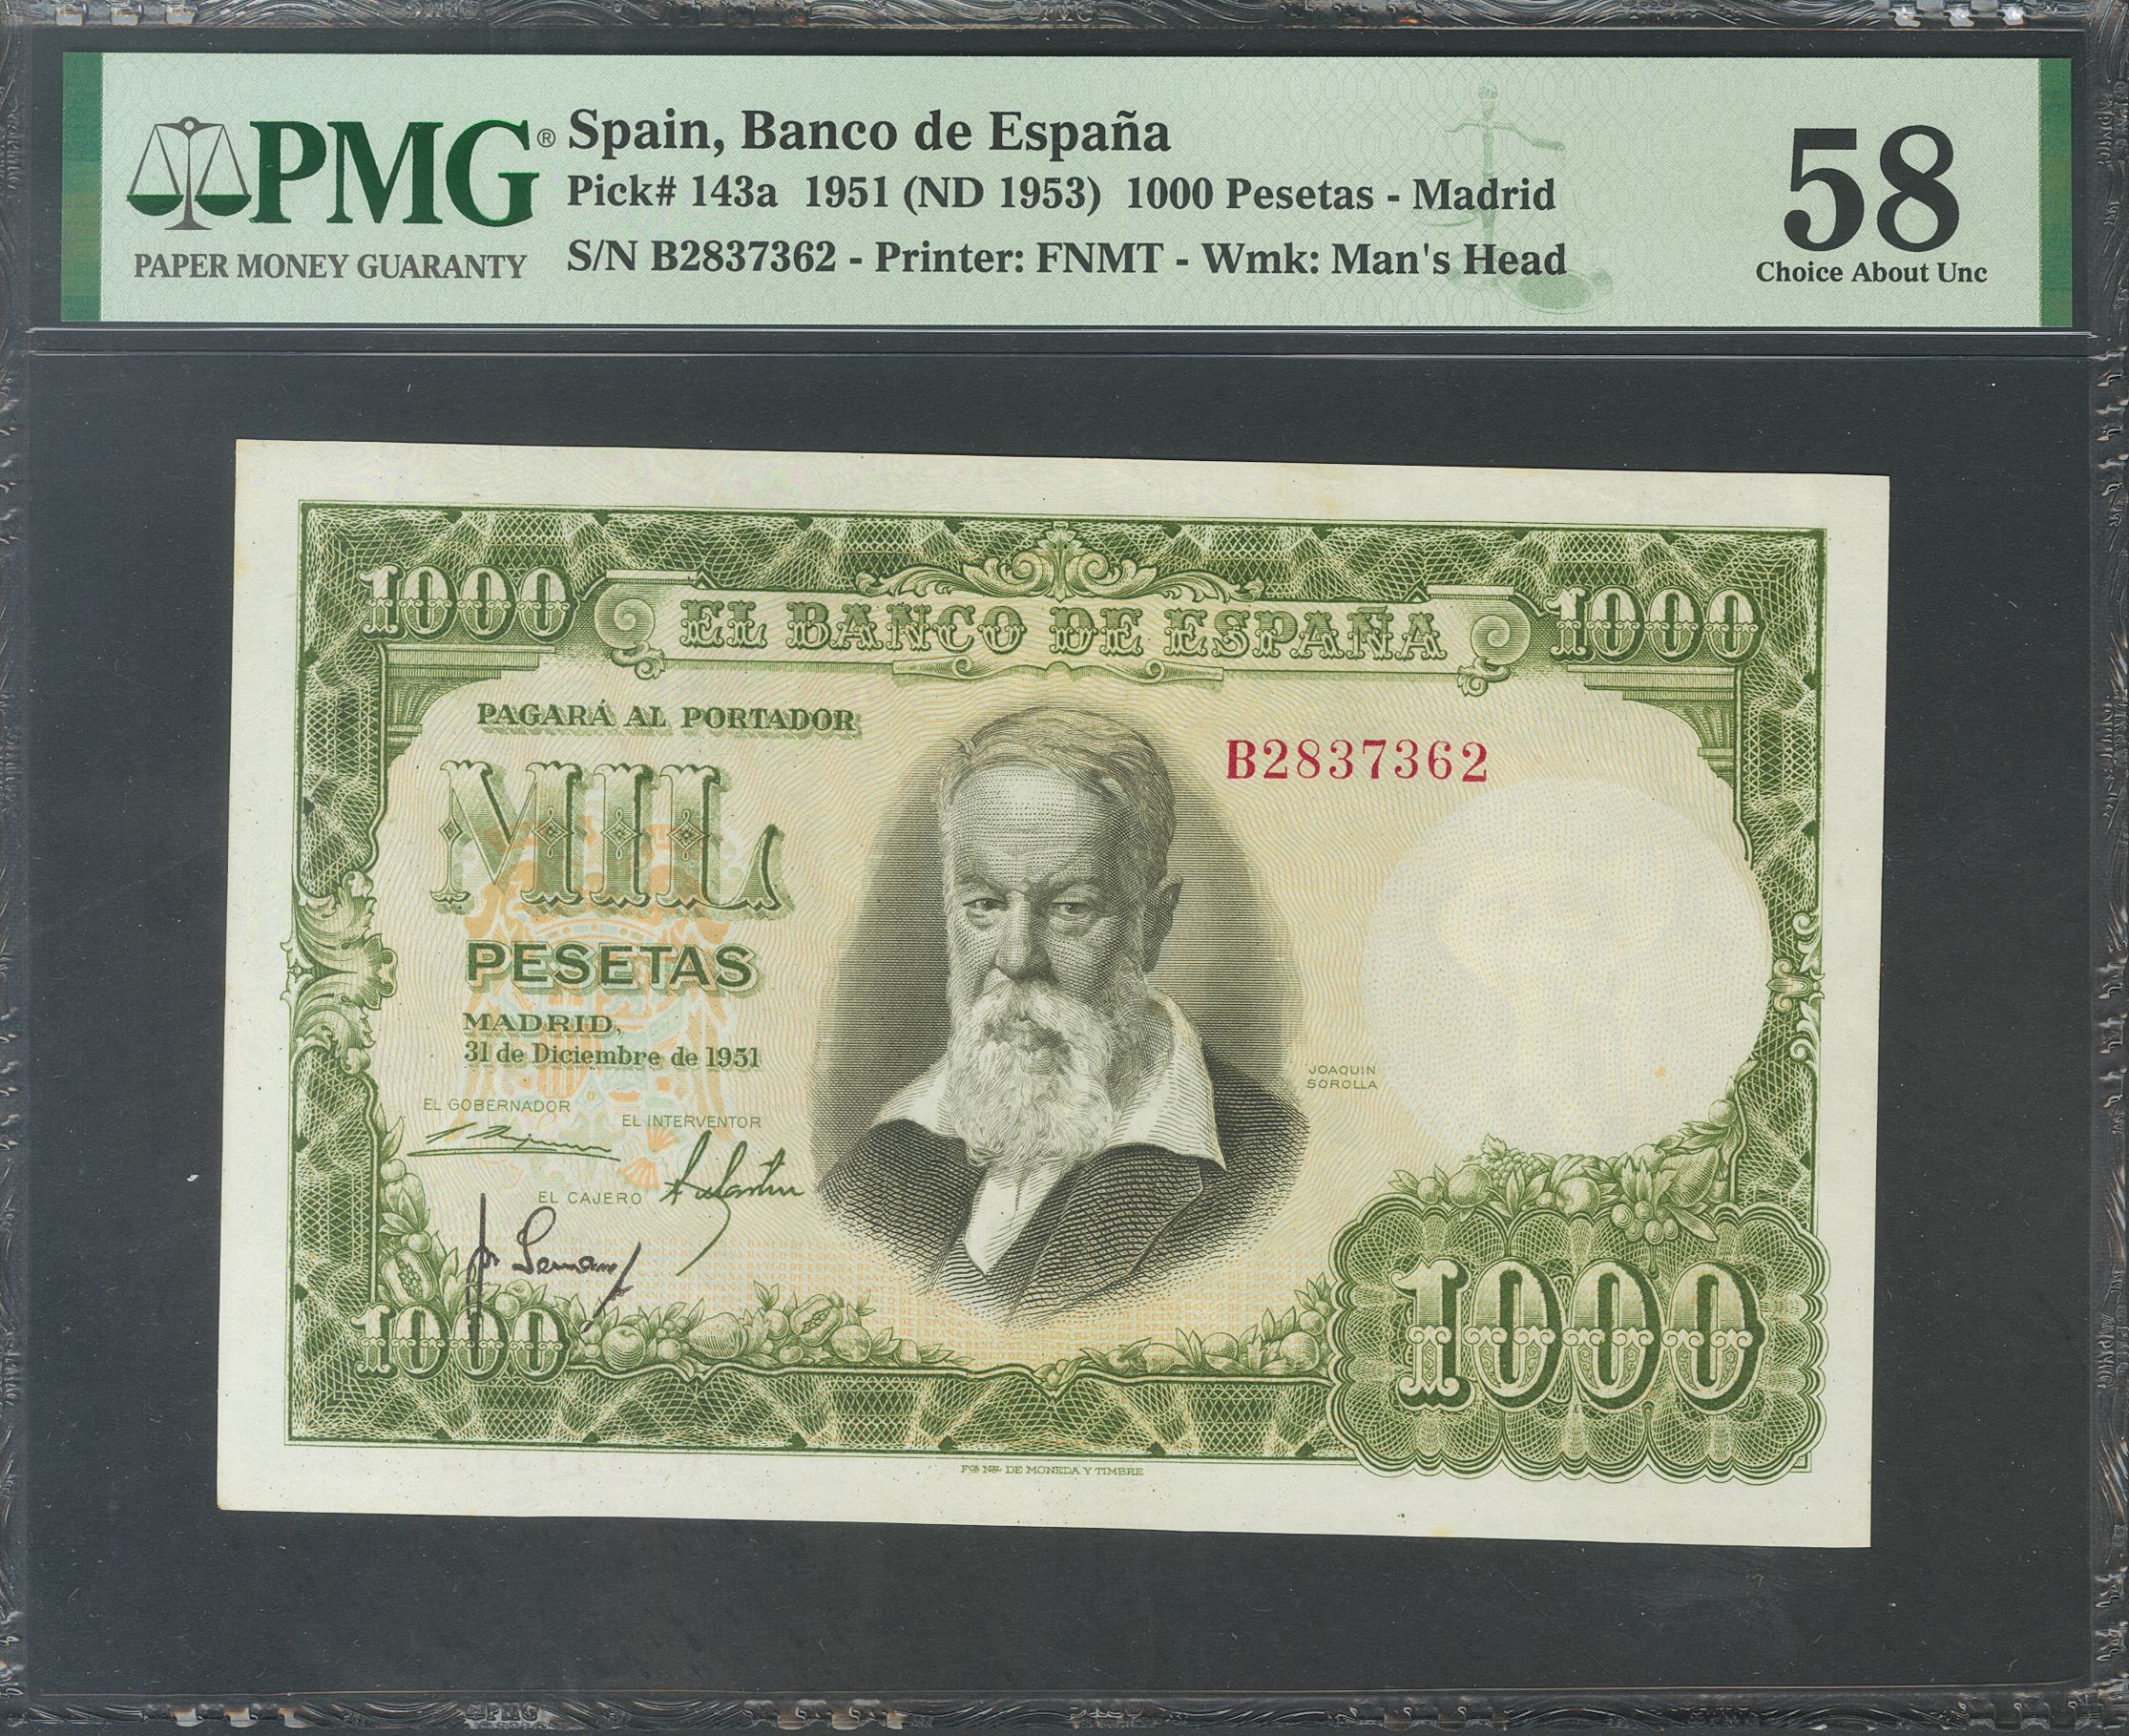 PMG®
PAPER MONEY GUARANTY
Spain, Banco de España
Pick# 143a 1951 (ND 1953) 1000 Pesetas - Madrid
S/N B2837362 - Printer: FNMT - Wmk: Man's Head
58
Choice About Unc
1000
EL BANCO DE ESPAÑA
1000
PAGARÁ AL PORTADOR
B2837362
MIL
PESETAS
MADRID,
31 de Diciembre de 1951
JOAQUIN
SOROLLA
EL GOBERNADOR
EL INTERVENTOR
EL CAJERO
1000
1000
FCA NAL DE MONEDA Y TIMBRE